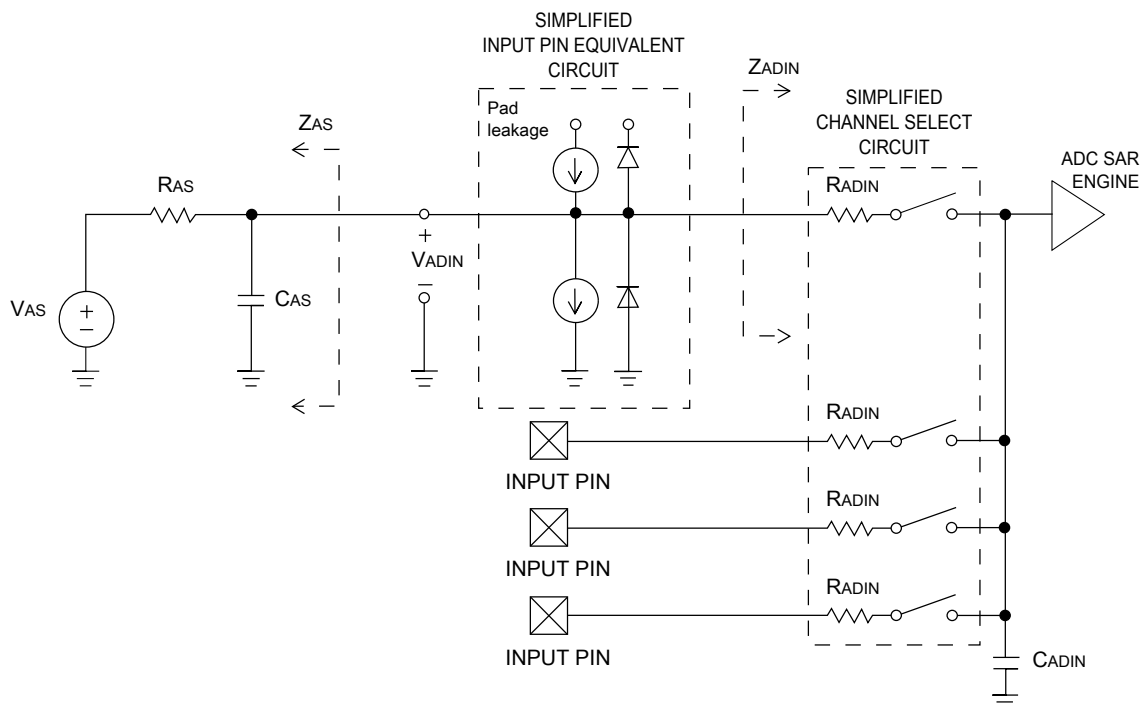 SIMPLIFIED
INPUT PIN EQUIVALENT
CIRCUIT
ZADIN
Pad
leakage
SIMPLIFIED
CHANNEL SELECT
CIRCUIT
ZAS
ADC SAR
ENGINE
RAS
RADIN
+
VADIN
–
VAS
+
–
CAS
RADIN
INPUT PIN
RADIN
INPUT PIN
RADIN
INPUT PIN
CADIN